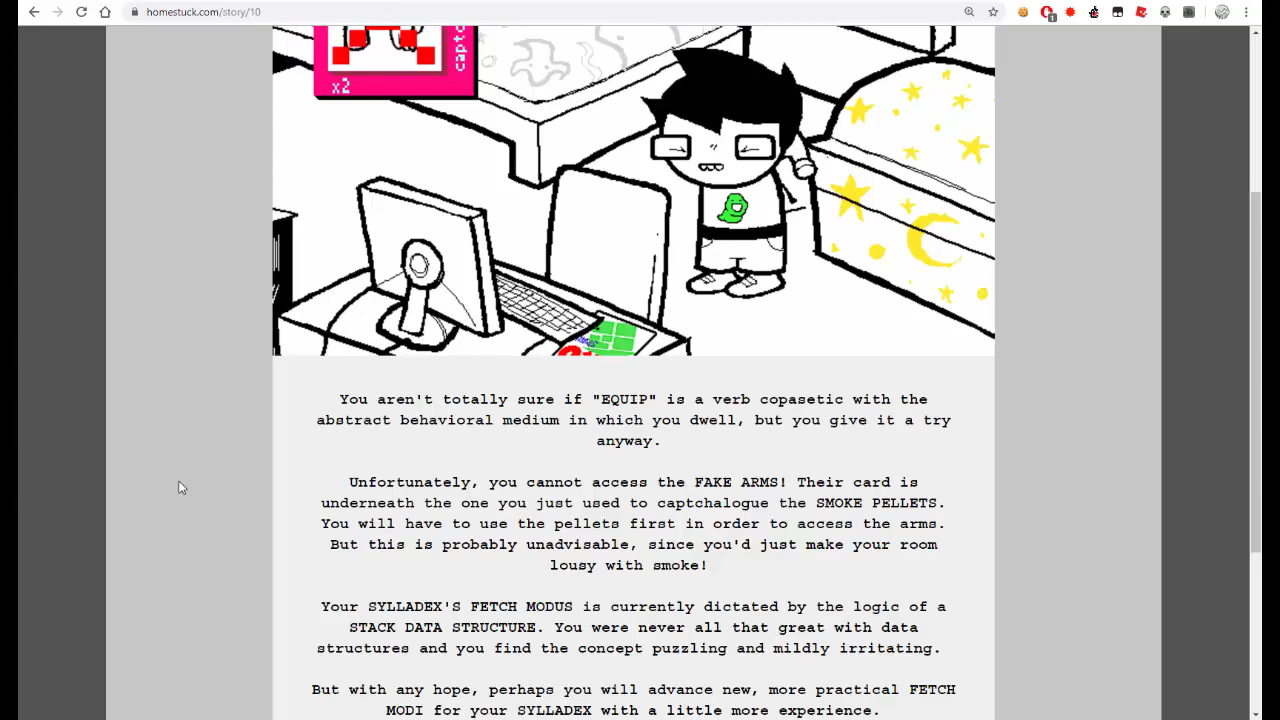 homestuck.com/story/10
1
captc
x2
You aren't totally sure if "EQUIP" is a verb copasetic with the
abstract behavioral medium in which you dwell, but you give it a try
anyway.
Unfortunately, you cannot access the FAKE ARMS! Their card is
underneath the one you just used to captchalogue the SMOKE PELLETS.
You will have to use the pellets first in order to access the arms.
But this is probably unadvisable, since you'd just make your room
lousy with smoke!
Your SYLLADEX'S FETCH MODUS is currently dictated by the logic of a
STACK DATA STRUCTURE. You were never all that great with data
structures and you find the concept puzzling and mildly irritating.
But with any hope, perhaps you will advance new, more practical FETCH
MODI for your SYLLADEX with a little more experience.